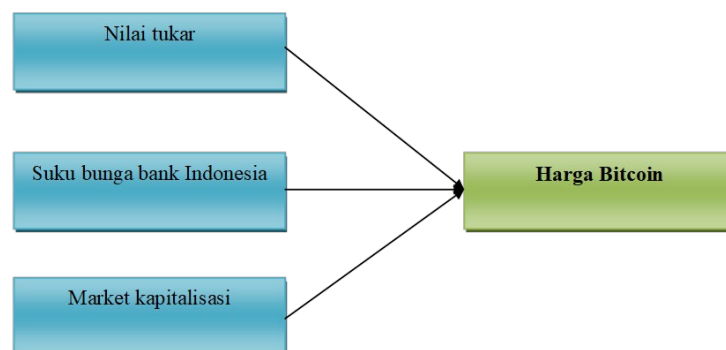 Nilai tukar
Suku bunga bank Indonesia
Harga Bitcoin
Market kapitalisasi